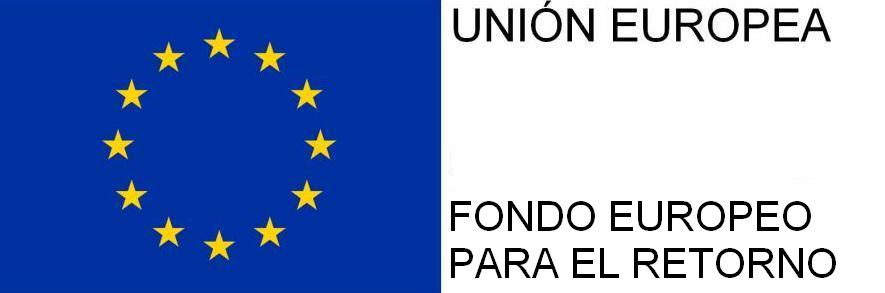 UNIÓN EUROPEA
FONDO EUROPEO
PARA EL RETORNO